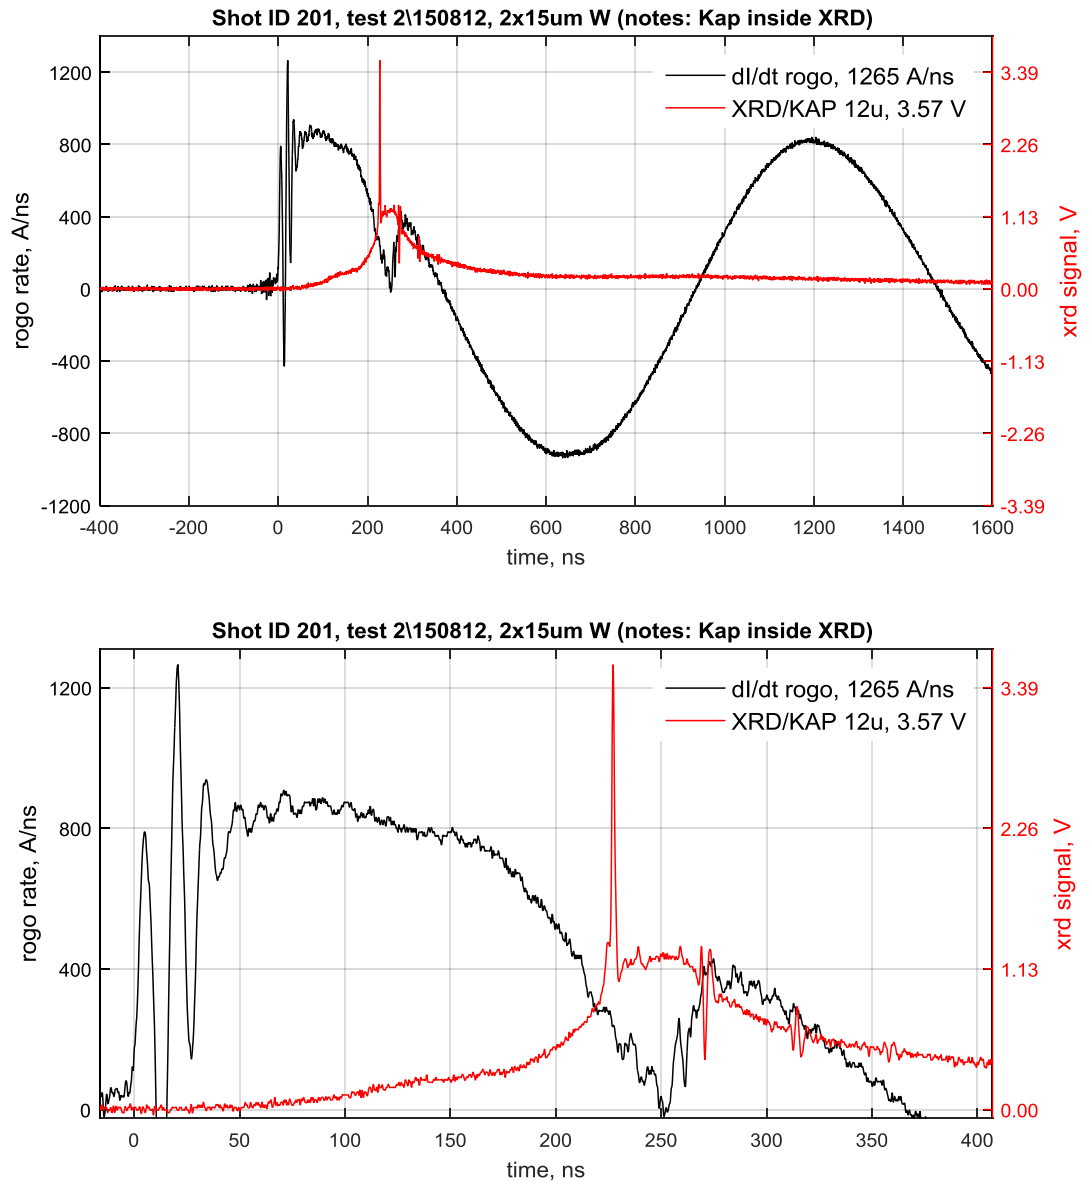 Shot ID 201, test 2\150812, 2x15um W (notes: Kap inside XRD)
dI/dt rogo, 1265 A/ns
XRD/KAP 12u, 3.57 V
1200
800
400
0
-400
-800
-1200
rogo rate, A/ns
3.39
2.26
1.13
0.00
-1.13
-2.26
-3.39
xrd signal, V
-400 -200 0 200 400 600 800 1000 1200 1400 1600
time, ns
Shot ID 201, test 2\150812, 2x15um W (notes: Kap inside XRD)
dI/dt rogo, 1265 A/ns
XRD/KAP 12u, 3.57 V
1200
800
400
0
rogo rate, A/ns
3.39
2.26
1.13
0.00
xrd signal, V
0 50 100 150 200 250 300 350 400
time, ns